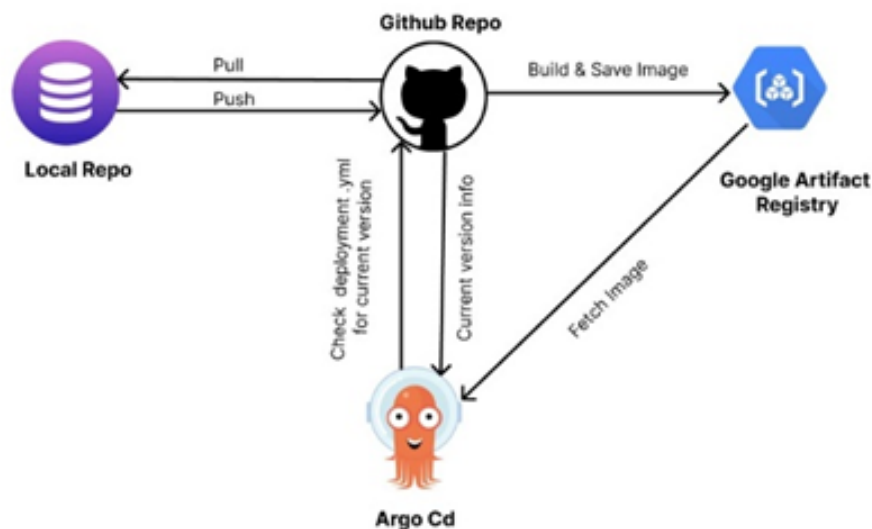 Github Repo
Pull
Build & Save Image
Push
Local Repo
Google Artifact
Registry
Check deployment .yml
for current version
Current version info
Fetch Image
Argo Cd